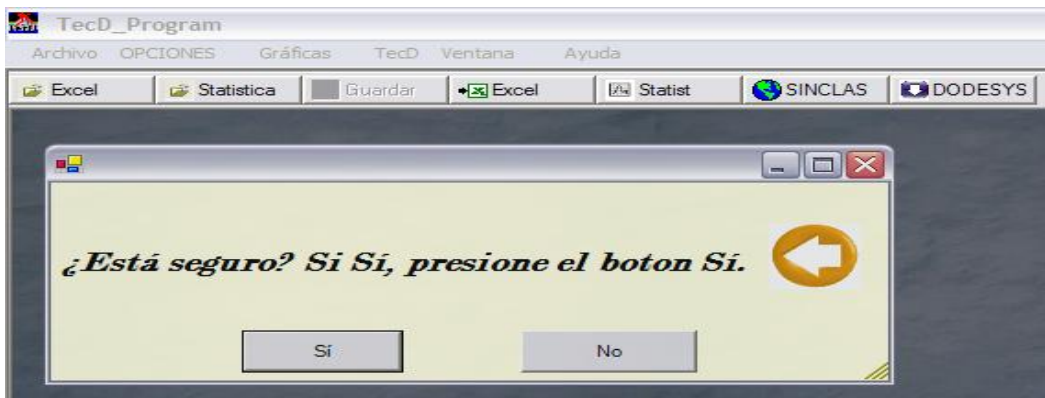 TecD_Program
Archivo OPCIONES Gráficas TecD Ventana Ayuda
Excel Statistica Guardar Excel Statist SINCLAS DODESYS
¿Está seguro? Si Sí, presione el boton Sí.
Sí No